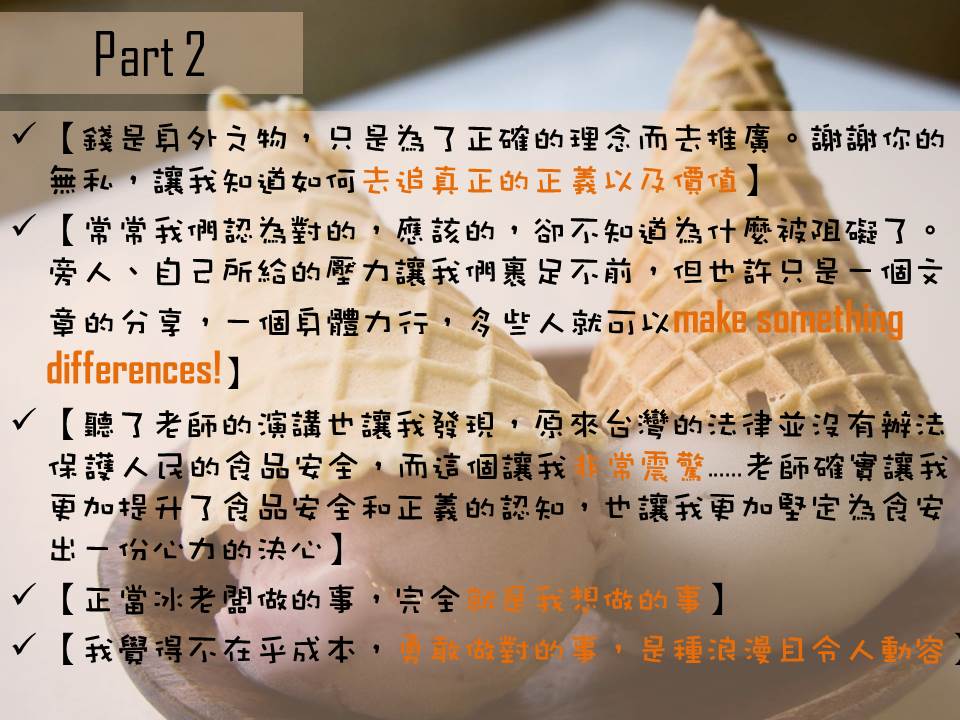 Part 2
✓【錢是身外之物，只是為了正確的理念而去推廣。謝謝你的
無私，讓我知道如何去追真正的正義以及價值】
✓【常常我們認為對的，應該的，卻不知道為什麼被阻礙了。
旁人、自己所給的壓力讓我們裹足不前，但也許只是一個文
章的分享，一個身體力行，多些人就可以make something
differences!】
✓【聽了老師的演講也讓我發現，原來台灣的法律並沒有辦法
保護人民的食品安全，而這個讓我非常震驚......老師確實讓我
更加提升了食品安全和正義的認知，也讓我更加堅定為食安
出一份心力的決心】
✓【正當冰老闆做的事，完全就是我想做的事】
✓【我覺得不在乎成本，勇敢做對的事，是種浪漫且令人動容】